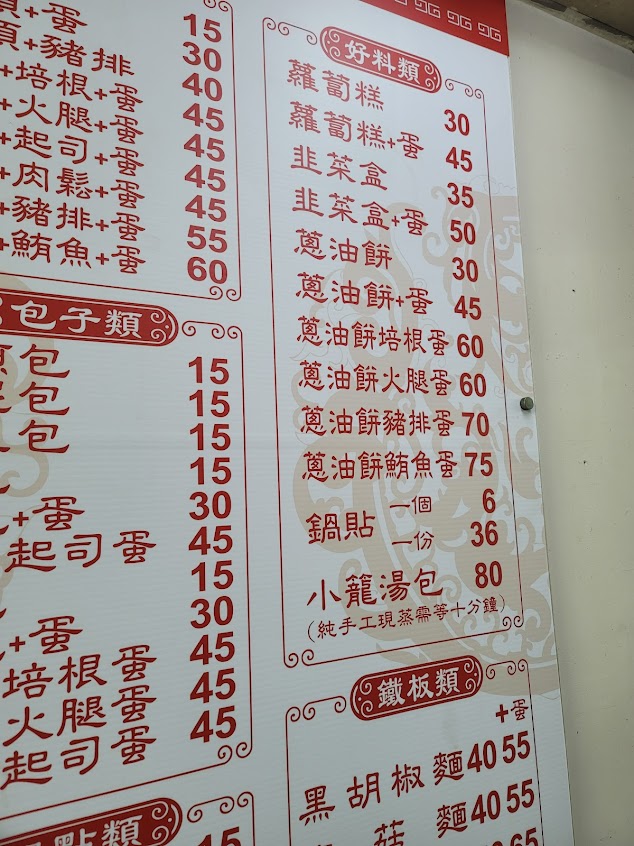 +蛋 15
+豬排 30
+培根+蛋 40
+火腿+蛋 45
+起司+蛋 45
+肉鬆+蛋 45
+豬排+蛋 45
+鮪魚+蛋 55
60
包子類
包 15
包 15
包 15
15
+蛋 30
起司蛋 45
15
+蛋 30
培根蛋 45
火腿蛋 45
起司蛋 45
點類
15
好料類
蘿蔔糕 30
蘿蔔糕+蛋 45
韭菜盒 35
韭菜盒+蛋 50
蔥油餅 30
蔥油餅+蛋 45
蔥油餅培根蛋 60
蔥油餅火腿蛋 60
蔥油餅豬排蛋 70
蔥油餅鮪魚蛋 75
鍋貼 一個 6
一份 36
小籠湯包 80
(純手工現蒸需等十分鐘)
鐵板類
+蛋
黑胡椒麵 40 55
菇麵 40 55
65